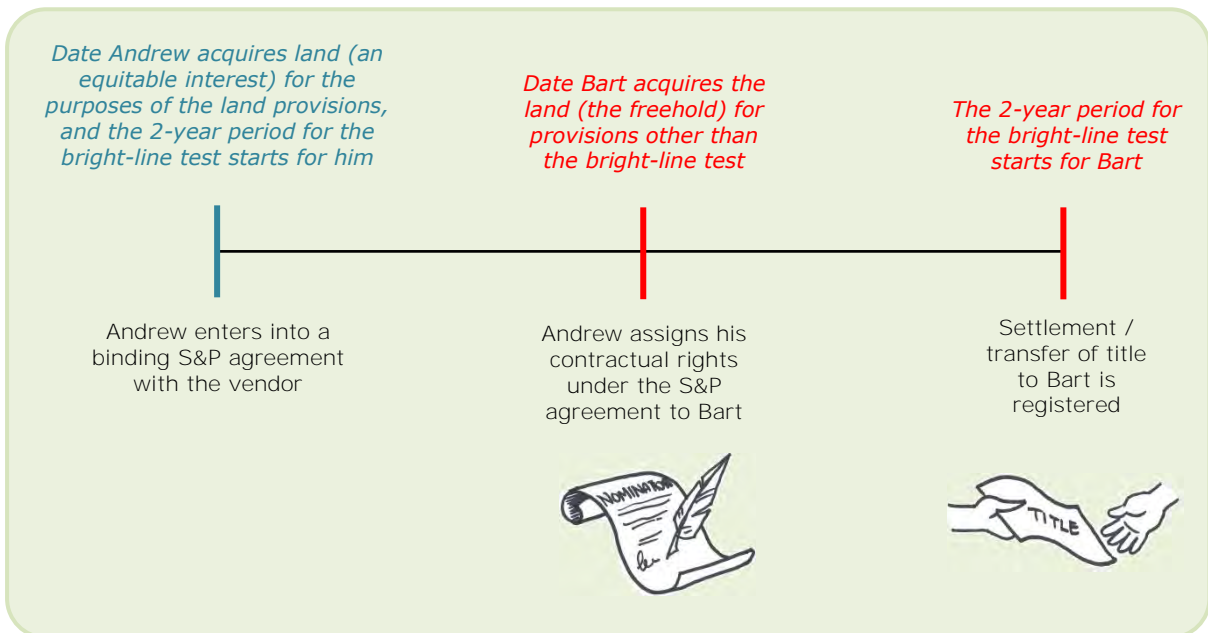 Date Andrew acquires land (an
equitable interest) for the
purposes of the land provisions,
and the 2-year period for the
bright-line test starts for him
Date Bart acquires the
land (the freehold) for
provisions other than
the bright-line test
The 2-year period for
the bright-line test
starts for Bart
Andrew enters into a
binding S&P agreement
with the vendor
Andrew assigns his
contractual rights
under the S&P
agreement to Bart
Settlement /
transfer of title
to Bart is
registered
NOMINATION
TITLE